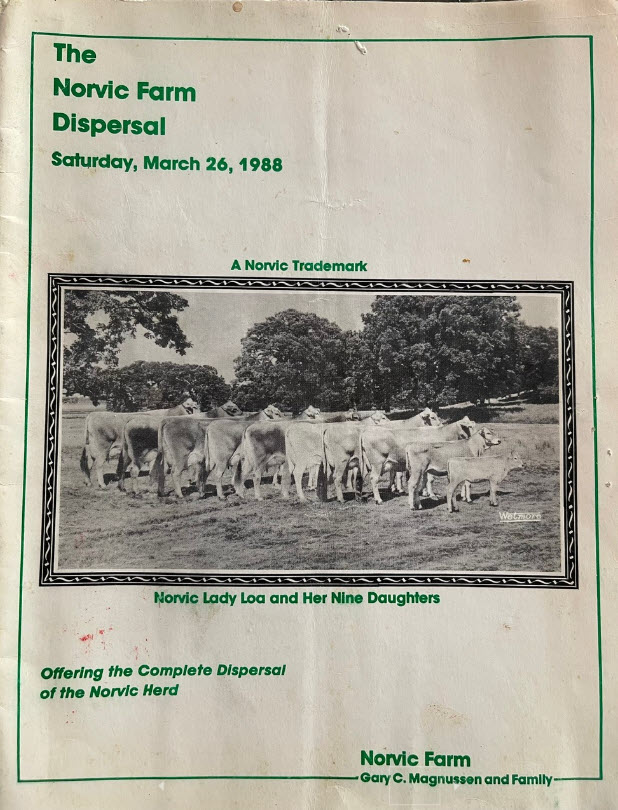 The
Norvic Farm
Dispersal
Saturday, March 26, 1988
A Norvic Trademark
Norvic Lady Loa and Her Nine Daughters
Offering the Complete Dispersal
of the Norvic Herd
Norvic Farm
Gary C. Magnussen and Family